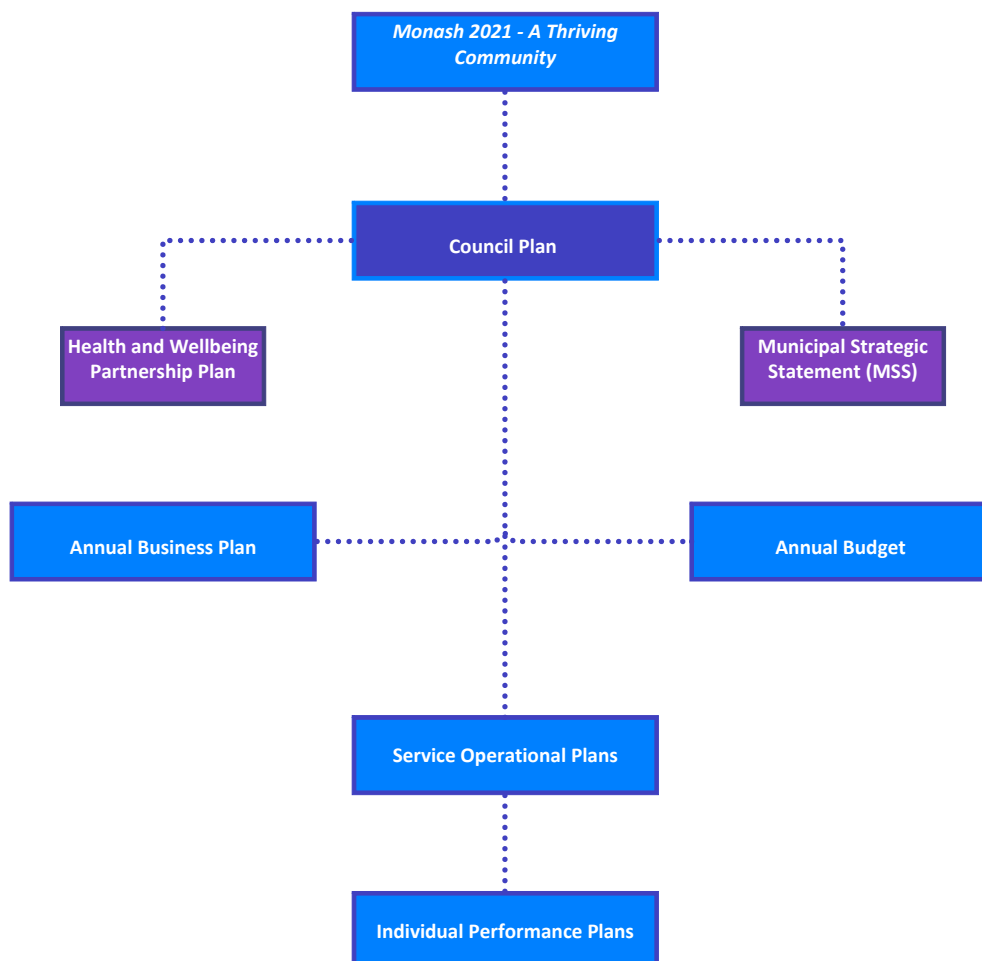 Monash 2021 - A Thriving
Community
Council Plan
Health and Wellbeing
Partnership Plan
Municipal Strategic
Statement (MSS)
Annual Business Plan
Annual Budget
Service Operational Plans
Individual Performance Plans